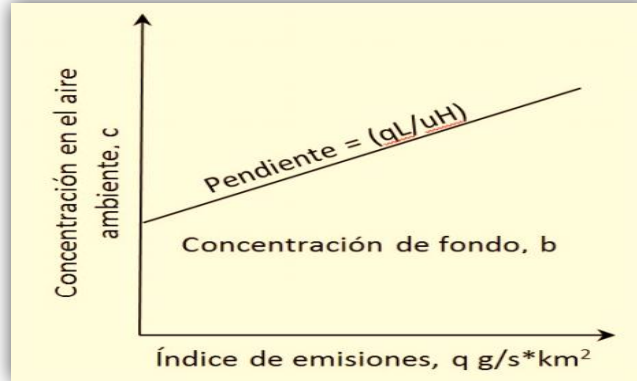 Concentración en el aire
ambiente, c
Pendiente = (qL/uH)
Concentración de fondo, b
Índice de emisiones, q g/s*km²